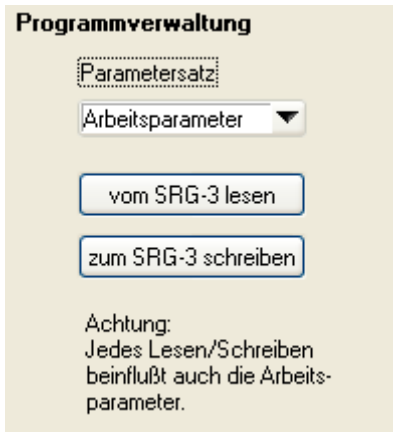 Programmverwaltung
Parametersatz
Arbeitsparameter
vom SRG-3 lesen
zum SRG-3 schreiben
Achtung:
Jedes Lesen/Schreiben
beinflußt auch die Arbeits-
parameter.